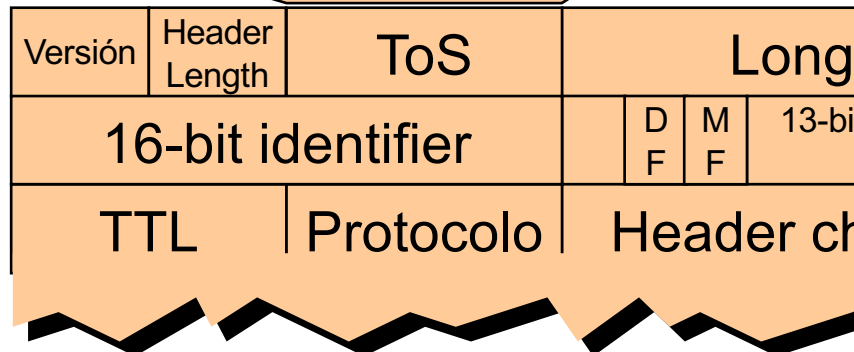 Versión Header Length ToS Long
16-bit identifier D F M F 13-bi
TTL Protocolo Header ch